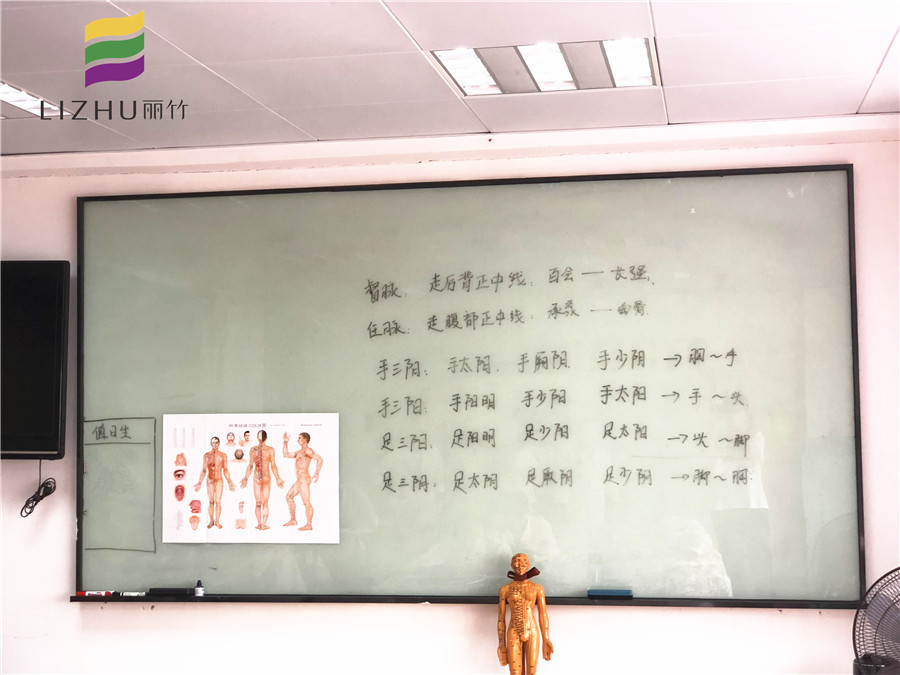 LIZHU丽竹
督脉：走后背正中线，百会 — 长强，
任脉：走腹部正中线，承浆 —
手三阳：手太阴，手厥阴，手少阴 → 胸～手
手三阳：手阳明 手少阳 手太阳 → 手～头
足三阳：足阳明 足少阳 足太阳 → 头～脚
足三阴：足太阴 足厥阴 足少阴 → 脚～胸
值日生